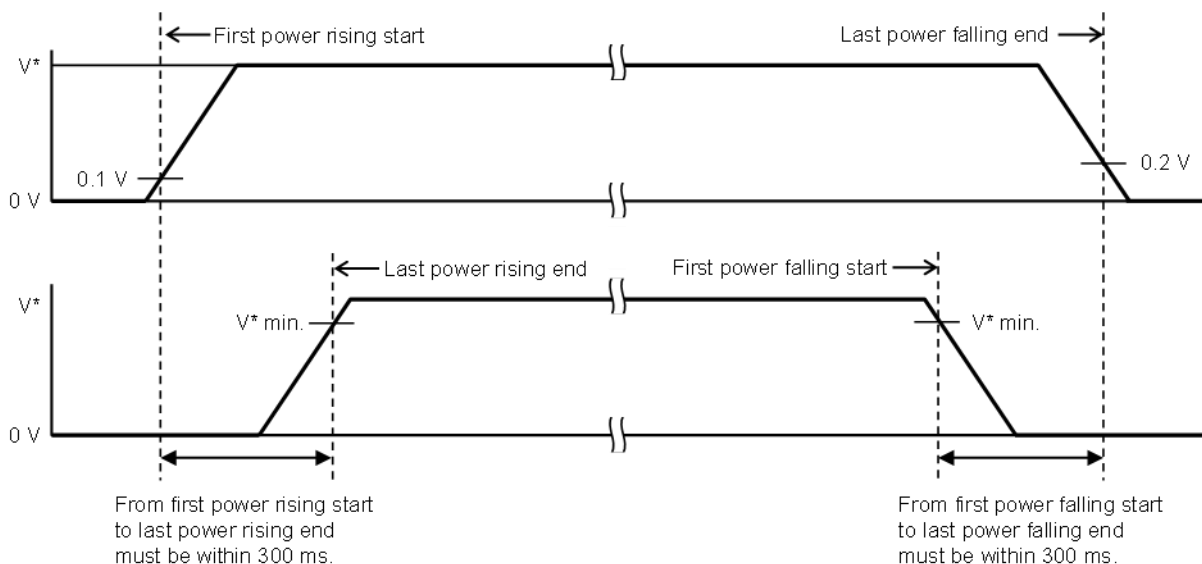 First power rising start
Last power falling end
V*
0.1 V
0.2 V
0 V
Last power rising end
First power falling start
V*
V* min.
V* min.
0 V
From first power rising start
to last power rising end
must be within 300 ms.
From first power falling start
to last power falling end
must be within 300 ms.